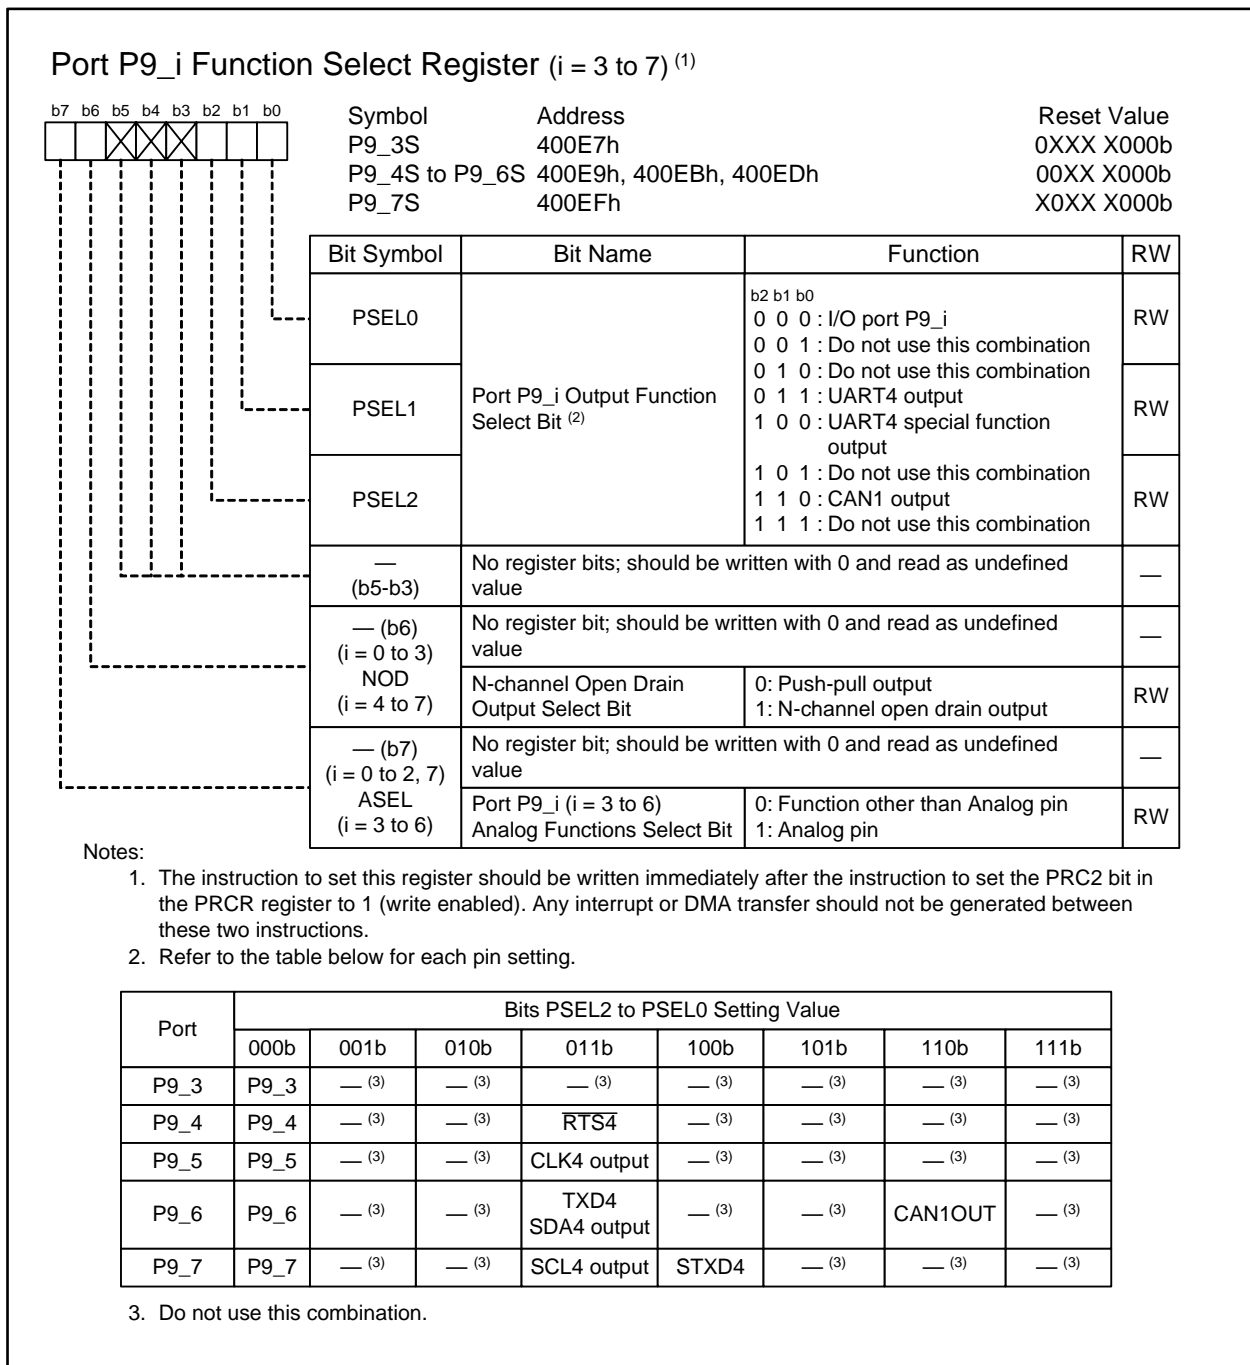 Port P9_i Function Select Register (i = 3 to 7) (1)
b7 b6 b5 b4 b3 b2 b1 b0
Symbol Address Reset Value
P9_3S 400E7h 0XXX X000b
P9_4S to P9_6S 400E9h, 400EBh, 400EDh 00XX X000b
P9_7S 400EFh X0XX X000b
Bit Symbol Bit Name Function RW
PSEL0
PSEL1
PSEL2
Port P9_i Output Function
Select Bit (2)
b2 b1 b0
0 0 0 : I/O port P9_i
0 0 1 : Do not use this combination
0 1 0 : Do not use this combination
0 1 1 : UART4 output
1 0 0 : UART4 special function
output
1 0 1 : Do not use this combination
1 1 0 : CAN1 output
1 1 1 : Do not use this combination
RW
RW
RW
—
(b5-b3)
No register bits; should be written with 0 and read as undefined
value
—
— (b6)
(i = 0 to 3)
NOD
(i = 4 to 7)
No register bit; should be written with 0 and read as undefined
value
—
N-channel Open Drain
Output Select Bit
0: Push-pull output
1: N-channel open drain output
RW
— (b7)
(i = 0 to 2, 7)
ASEL
(i = 3 to 6)
No register bit; should be written with 0 and read as undefined
value
—
Port P9_i (i = 3 to 6)
Analog Functions Select Bit
0: Function other than Analog pin
1: Analog pin
RW
Notes:
1. The instruction to set this register should be written immediately after the instruction to set the PRC2 bit in
the PRCR register to 1 (write enabled). Any interrupt or DMA transfer should not be generated between
these two instructions.
2. Refer to the table below for each pin setting.
Port Bits PSEL2 to PSEL0 Setting Value
000b 001b 010b 011b 100b 101b 110b 111b
P9_3 P9_3 — (3) — (3) — (3) — (3) — (3) — (3) — (3)
P9_4 P9_4 — (3) — (3) RTS4 — (3) — (3) — (3) — (3)
P9_5 P9_5 — (3) — (3) CLK4 output — (3) — (3) — (3) — (3)
P9_6 P9_6 — (3) — (3) TXD4 SDA4 output — (3) — (3) CAN1OUT — (3)
P9_7 P9_7 — (3) — (3) SCL4 output STXD4 — (3) — (3) — (3)
3. Do not use this combination.